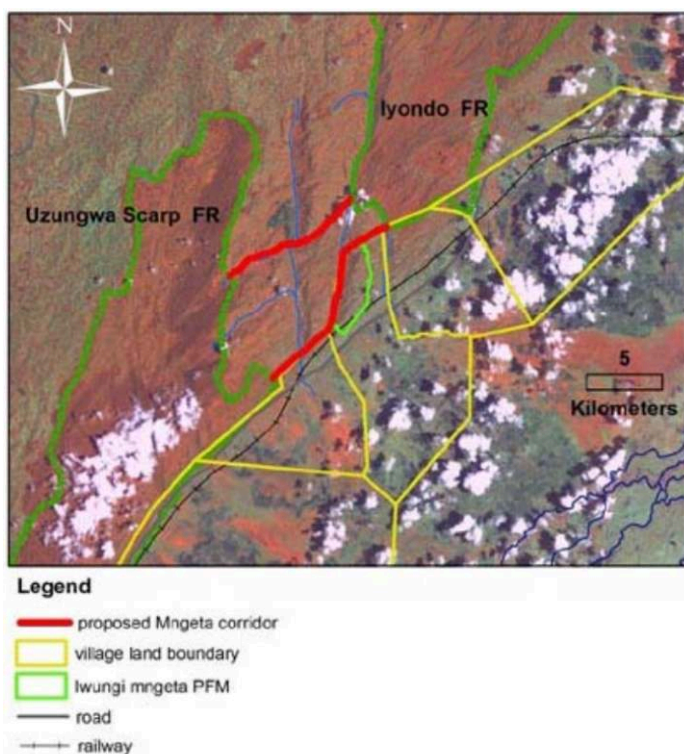 N
Iyondo FR
Uzungwa Scarp FR
5
Kilometers
Legend
proposed Mngeta corridor
village land boundary
Iwungi mngeta PFM
road
railway